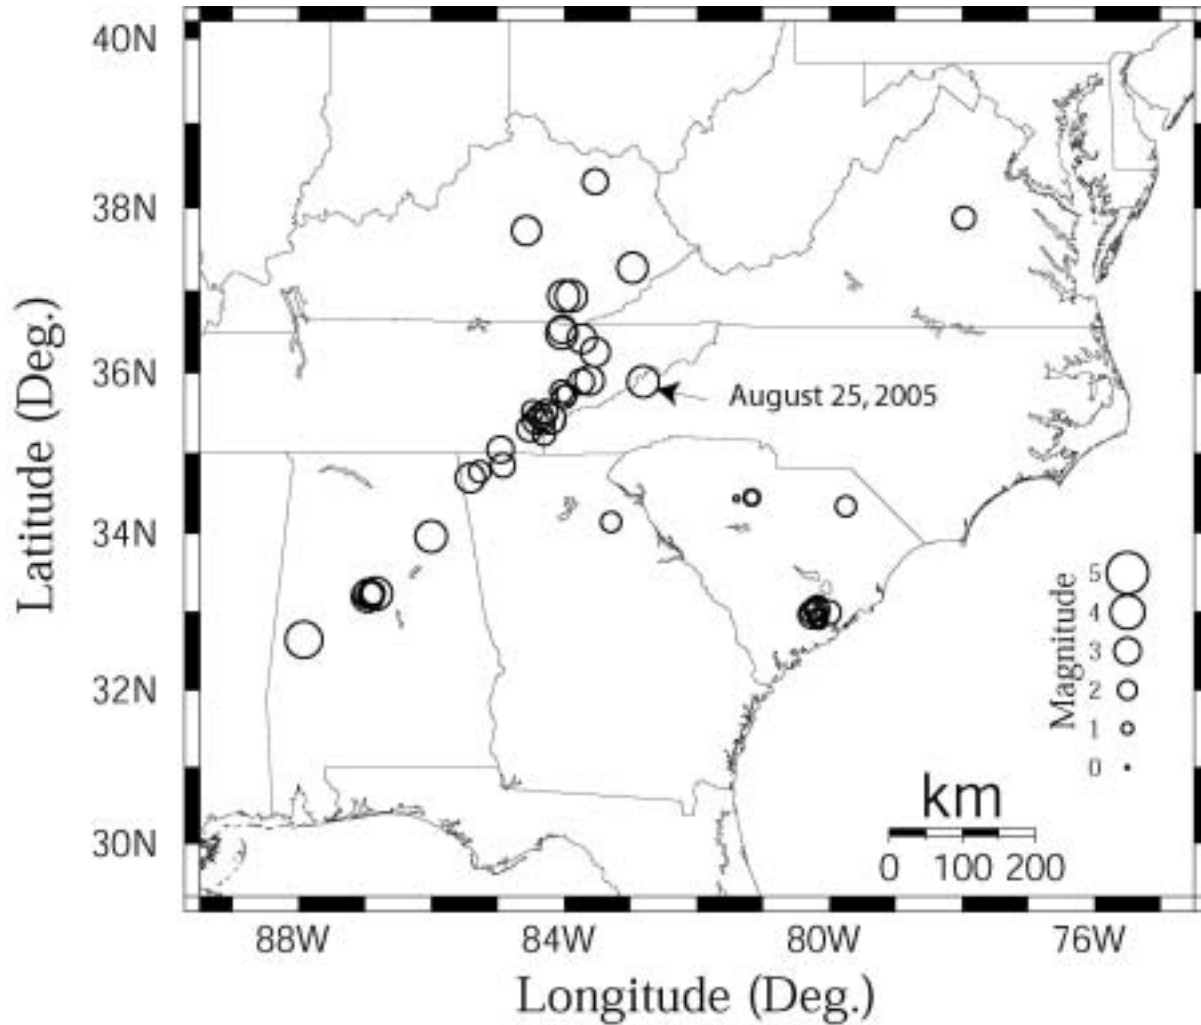 40N
38N
36N
34N
32N
30N
Latitude (Deg.)
August 25, 2005
Magnitude
5
4
3
2
1
0
km
0 100 200
88W 84W 80W 76W
Longitude (Deg.)